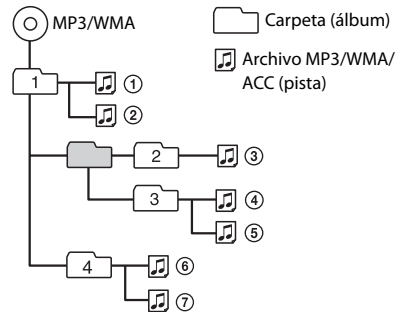 MP3/WMA
Carpeta (álbum)
Archivo MP3/WMA/
ACC (pista)
1
①
②
2
③
3
④
⑤
4
⑥
⑦